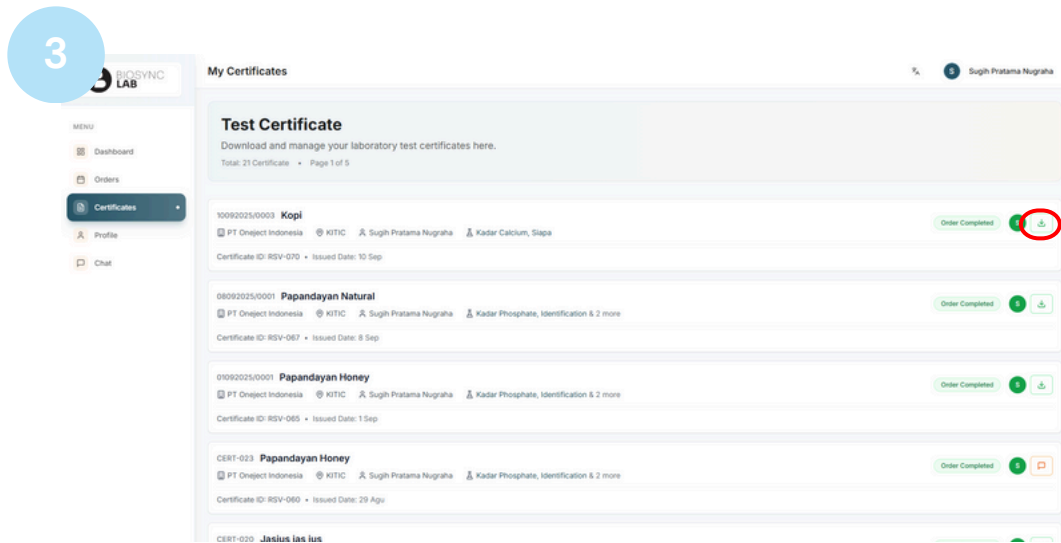 3
BIOSYNC
LAB
My Certificates
S Sugih Pratama Nugraha
MENU
Dashboard
Orders
Certificates
Profile
Chat
Test Certificate
Download and manage your laboratory test certificates here.
Total: 21 Certificate • Page 1 of 5
10092025/0003 Kopi
PT Oneject Indonesia KITIC Sugih Pratama Nugraha Kadar Calcium, Siapa
Order Completed S
Certificate ID: RSV-070 • Issued Date: 10 Sep
08092025/0001 Papandayan Natural
PT Oneject Indonesia KITIC Sugih Pratama Nugraha Kadar Phosphate, Identification & 2 more
Order Completed S
Certificate ID: RSV-067 • Issued Date: 8 Sep
01092025/0001 Papandayan Honey
PT Oneject Indonesia KITIC Sugih Pratama Nugraha Kadar Phosphate, Identification & 2 more
Order Completed S
Certificate ID: RSV-065 • Issued Date: 1 Sep
CERT-023 Papandayan Honey
PT Oneject Indonesia KITIC Sugih Pratama Nugraha Kadar Phosphate, Identification & 2 more
Order Completed S
Certificate ID: RSV-060 • Issued Date: 29 Agu
CERT-020 Jasjus jas jus